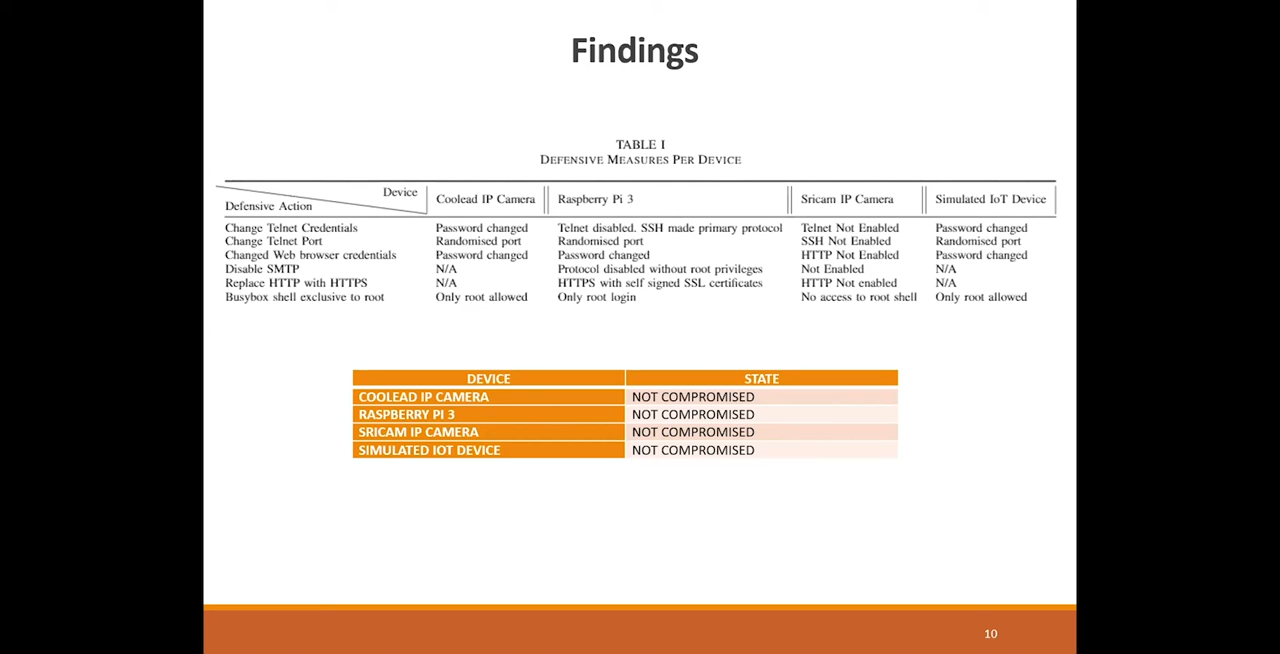 Findings
TABLE I
DEFENSIVE MEASURES PER DEVICE
Device
Defensive Action Coolead IP Camera Raspberry Pi 3 Sricam IP Camera Simulated IoT Device
Change Telnet Credentials Password changed Telnet disabled. SSH made primary protocol Telnet Not Enabled Password changed
Change Telnet Port Randomised port Randomised port SSH Not Enabled Randomised port
Changed Web browser credentials Password changed Password changed HTTP Not Enabled Password changed
Disable SMTP N/A Protocol disabled without root privileges Not Enabled N/A
Replace HTTP with HTTPS N/A HTTPS with self signed SSL certificates HTTP Not enabled N/A
Busybox shell exclusive to root Only root allowed Only root login No access to root shell Only root allowed
DEVICE STATE
COOLEAD IP CAMERA NOT COMPROMISED
RASPBERRY PI 3 NOT COMPROMISED
SRICAM IP CAMERA NOT COMPROMISED
SIMULATED IOT DEVICE NOT COMPROMISED
10